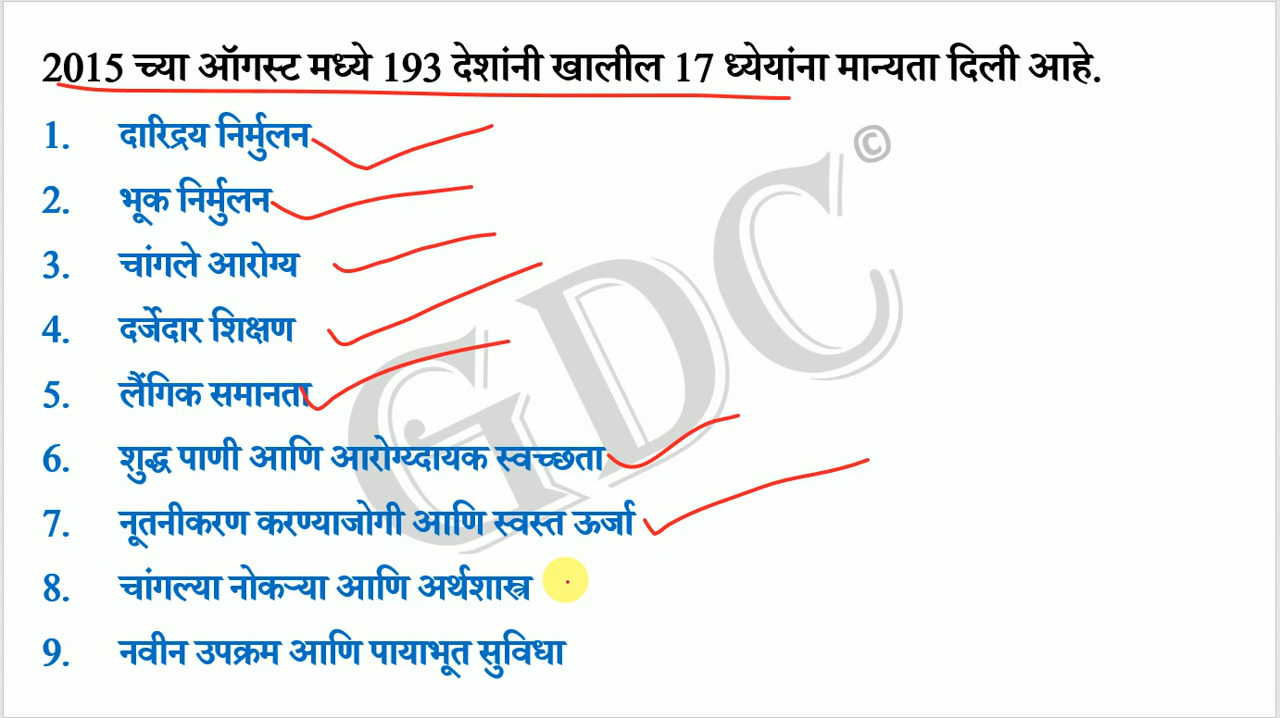 2015 च्या ऑगस्ट मध्ये 193 देशांनी खालील 17 ध्येयांना मान्यता दिली आहे.
1. दारिद्रय निर्मुलन
2. भूक निर्मुलन
3. चांगले आरोग्य
4. दर्जेदार शिक्षण
5. लैंगिक समानता
6. शुद्ध पाणी आणि आरोग्य्दायक स्वच्छता
7. नूतनीकरण करण्याजोगी आणि स्वस्त ऊर्जा
8. चांगल्या नोकऱ्या आणि अर्थशास्त्र
9. नवीन उपक्रम आणि पायाभूत सुविधा
GDC ©